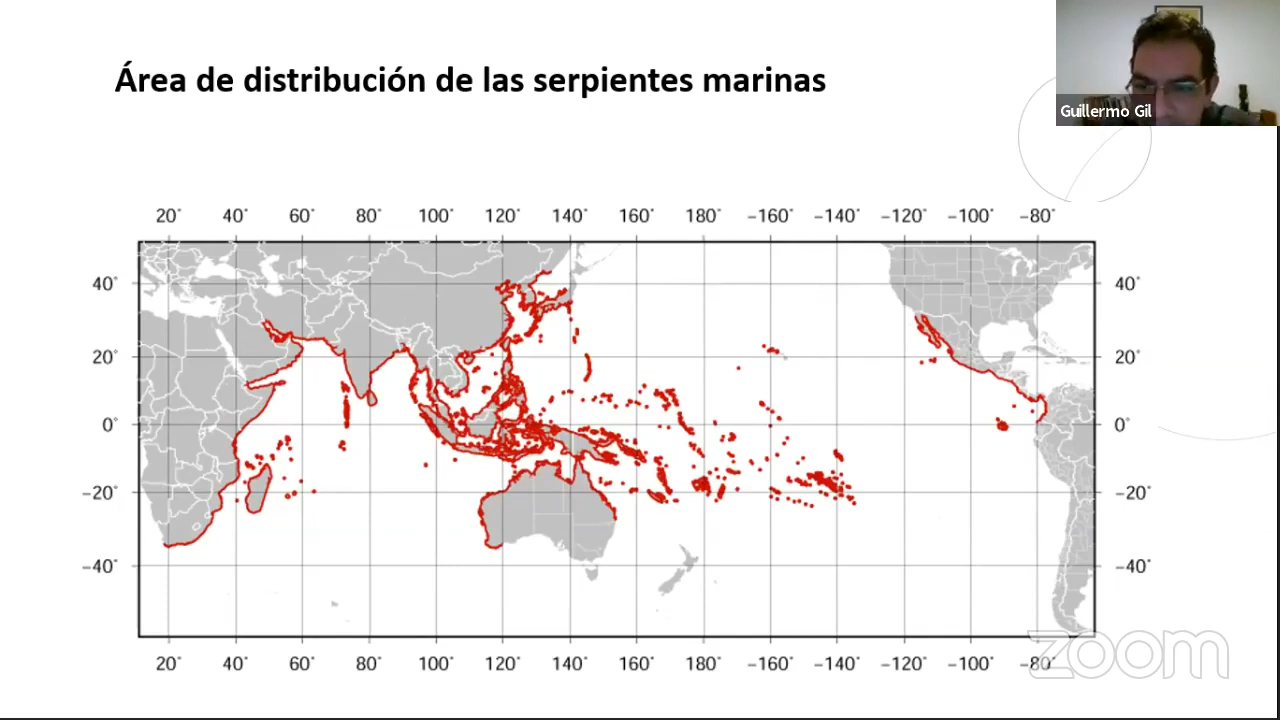 Área de distribución de las serpientes marinas
Guillermo Gil
20° 40° 60° 80° 100° 120° 140° 160° 180° −160° −140° −120° −100° −80°
40° 40°
20° 20°
0° 0°
−20° −20°
−40° −40°
20° 40° 60° 80° 100° 120° 140° 160° 180° −160° −140° −120° −100° −80°
zoom